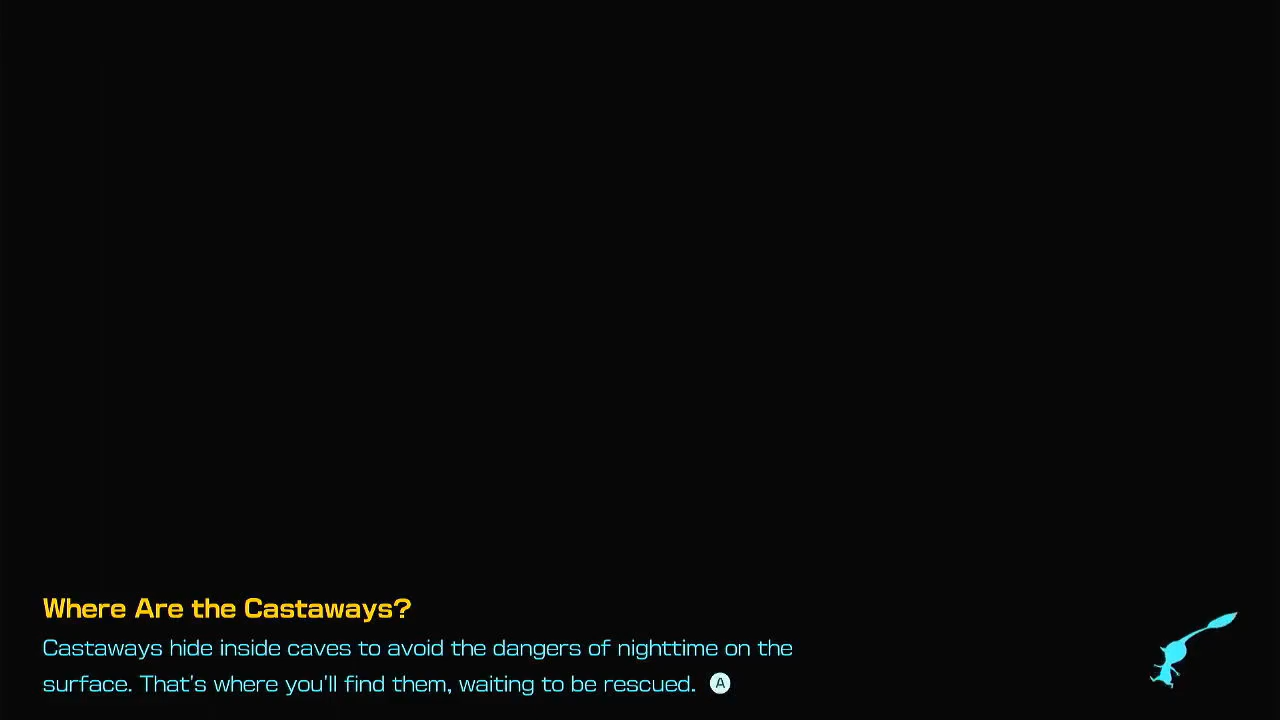 Where Are the Castaways?
Castaways hide inside caves to avoid the dangers of nighttime on the
surface. That's where you'll find them, waiting to be rescued. A